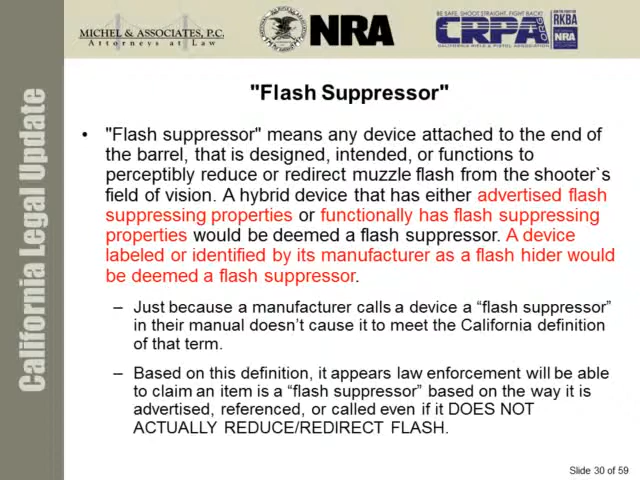 MICHEL & ASSOCIATES, P.C.
Attorneys at Law
NRA
BE SAFE, SHOOT STRAIGHT, FIGHT BACK!
CRPA.ORG
CALIFORNIA RIFLE & PISTOL ASSOCIATION
RKBA
NRA
California Legal Update
"Flash Suppressor"
• "Flash suppressor" means any device attached to the end of
the barrel, that is designed, intended, or functions to
perceptibly reduce or redirect muzzle flash from the shooter`s
field of vision. A hybrid device that has either advertised flash
suppressing properties or functionally has flash suppressing
properties would be deemed a flash suppressor. A device
labeled or identified by its manufacturer as a flash hider would
be deemed a flash suppressor.
– Just because a manufacturer calls a device a “flash suppressor”
in their manual doesn’t cause it to meet the California definition
of that term.
– Based on this definition, it appears law enforcement will be able
to claim an item is a “flash suppressor” based on the way it is
advertised, referenced, or called even if it DOES NOT
ACTUALLY REDUCE/REDIRECT FLASH.
Slide 30 of 59